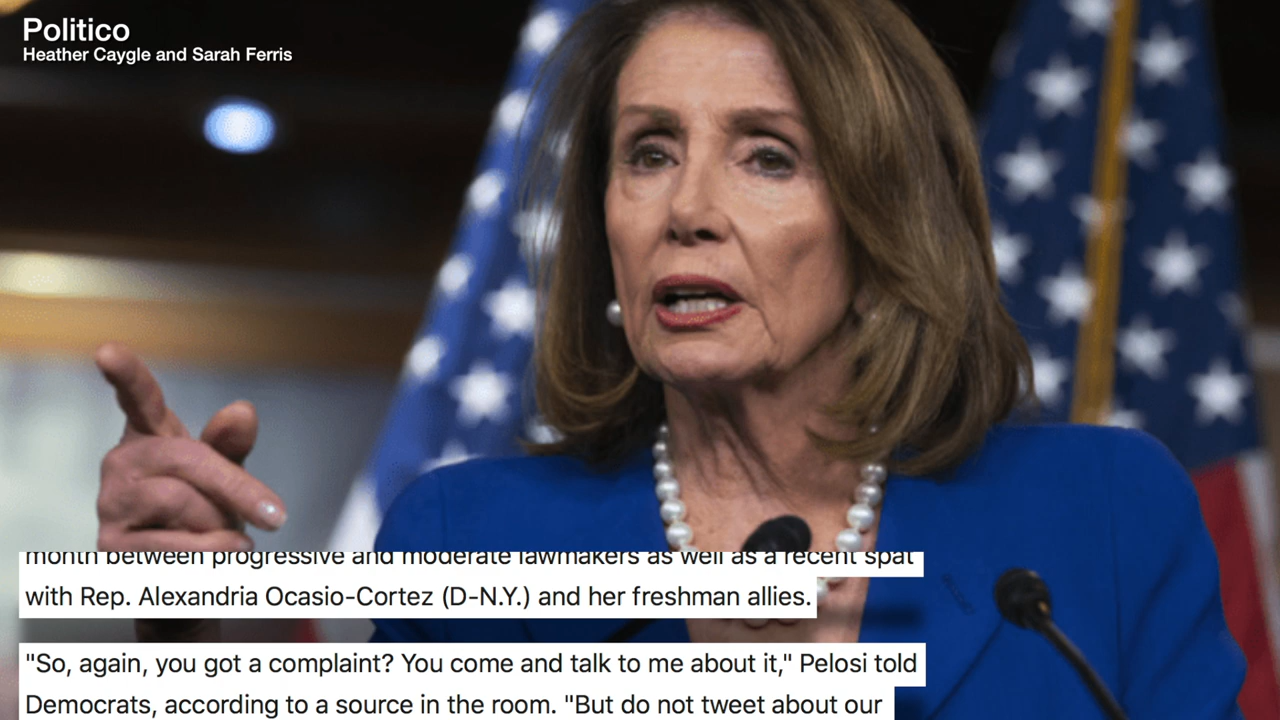 Politico
Heather Caygle and Sarah Ferris
month between progressive and moderate lawmakers as well as a recent spat
with Rep. Alexandria Ocasio-Cortez (D-N.Y.) and her freshman allies.
"So, again, you got a complaint? You come and talk to me about it," Pelosi told
Democrats, according to a source in the room. "But do not tweet about our